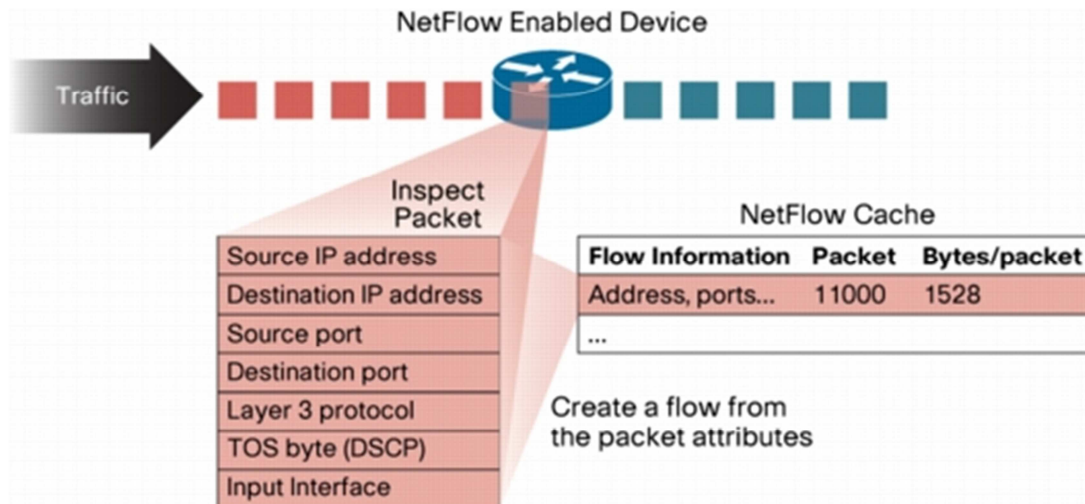 NetFlow Enabled Device
Traffic
Inspect
Packet
Source IP address
Destination IP address
Source port
Destination port
Layer 3 protocol
TOS byte (DSCP)
Input Interface
NetFlow Cache
Flow Information Packet Bytes/packet
Address, ports... 11000 1528
...
Create a flow from
the packet attributes